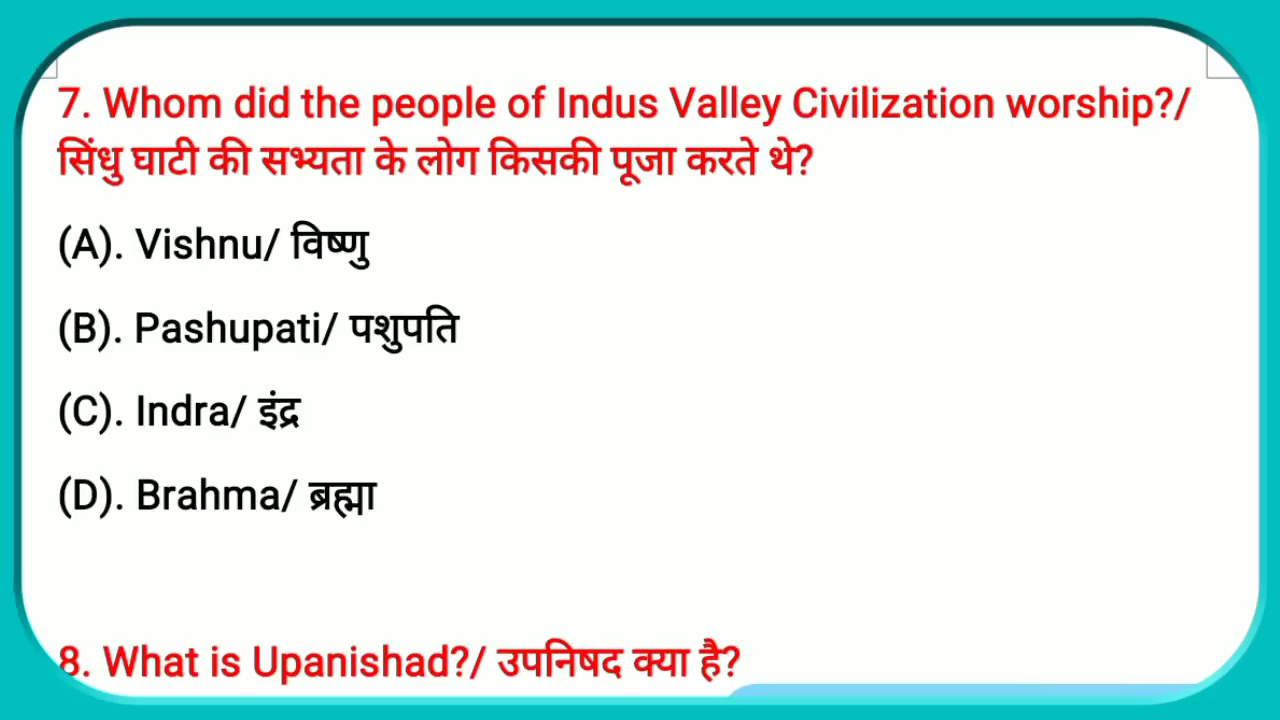 7. Whom did the people of Indus Valley Civilization worship?/
सिंधु घाटी की सभ्यता के लोग किसकी पूजा करते थे?
(A). Vishnu/ विष्णु
(B). Pashupati/ पशुपति
(C). Indra/ इंद्र
(D). Brahma/ ब्रह्मा
8. What is Upanishad?/ उपनिषद क्या है?